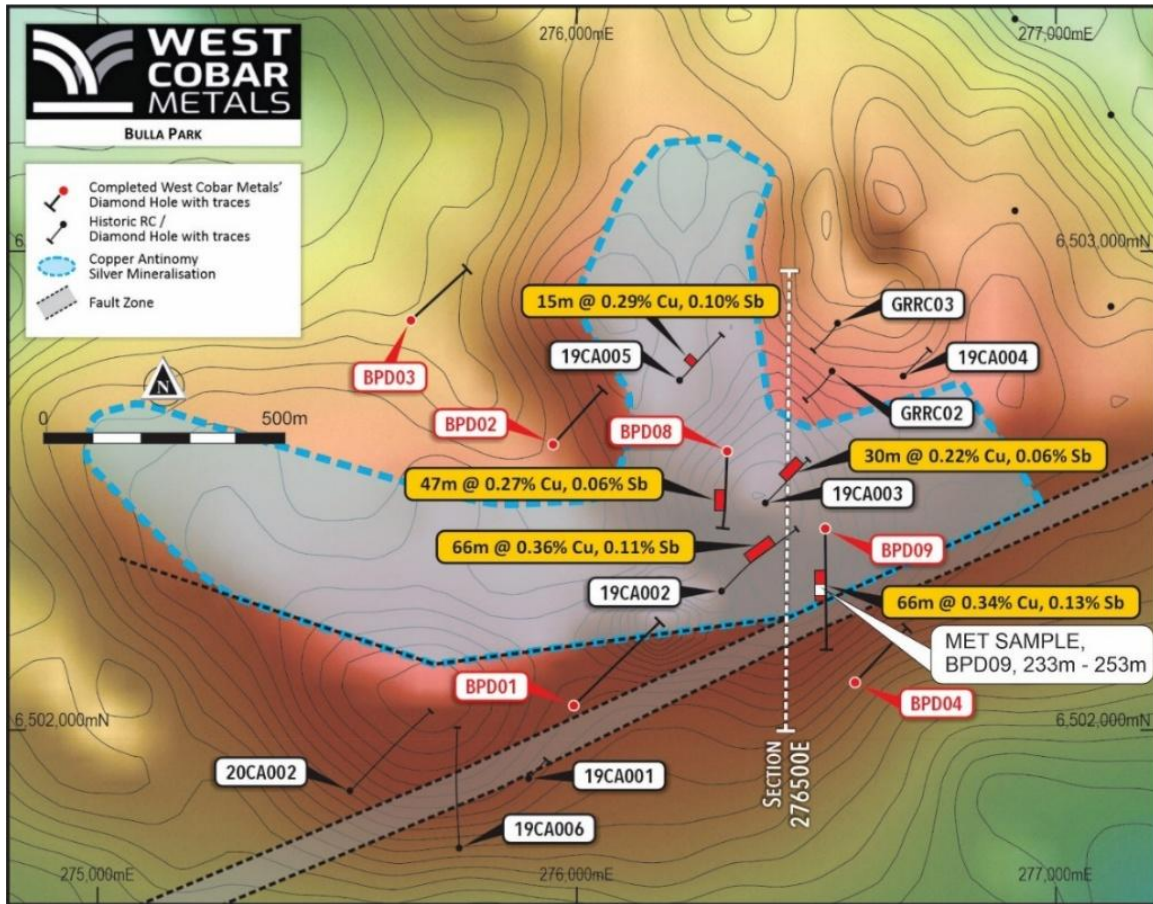 WEST
COBAR
METALS
BULLA PARK
Completed West Cobar Metals'
Diamond Hole with traces
Historic RC /
Diamond Hole with traces
Copper Antinomy
Silver Mineralisation
Fault Zone
276,000mE
277,000mE
6,503,000mN
N
0
500m
15m @ 0.29% Cu, 0.10% Sb
GRRC03
19CA005
19CA004
BPD03
GRRC02
BPD02
BPD08
30m @ 0.22% Cu, 0.06% Sb
47m @ 0.27% Cu, 0.06% Sb
19CA003
66m @ 0.36% Cu, 0.11% Sb
BPD09
19CA002
66m @ 0.34% Cu, 0.13% Sb
MET SAMPLE,
BPD09, 233m - 253m
BPD01
BPD04
6,502,000mN
6,502,000mN
SECTION
276500E
20CA002
19CA001
19CA006
275,000mE
276,000mE
277,000mE